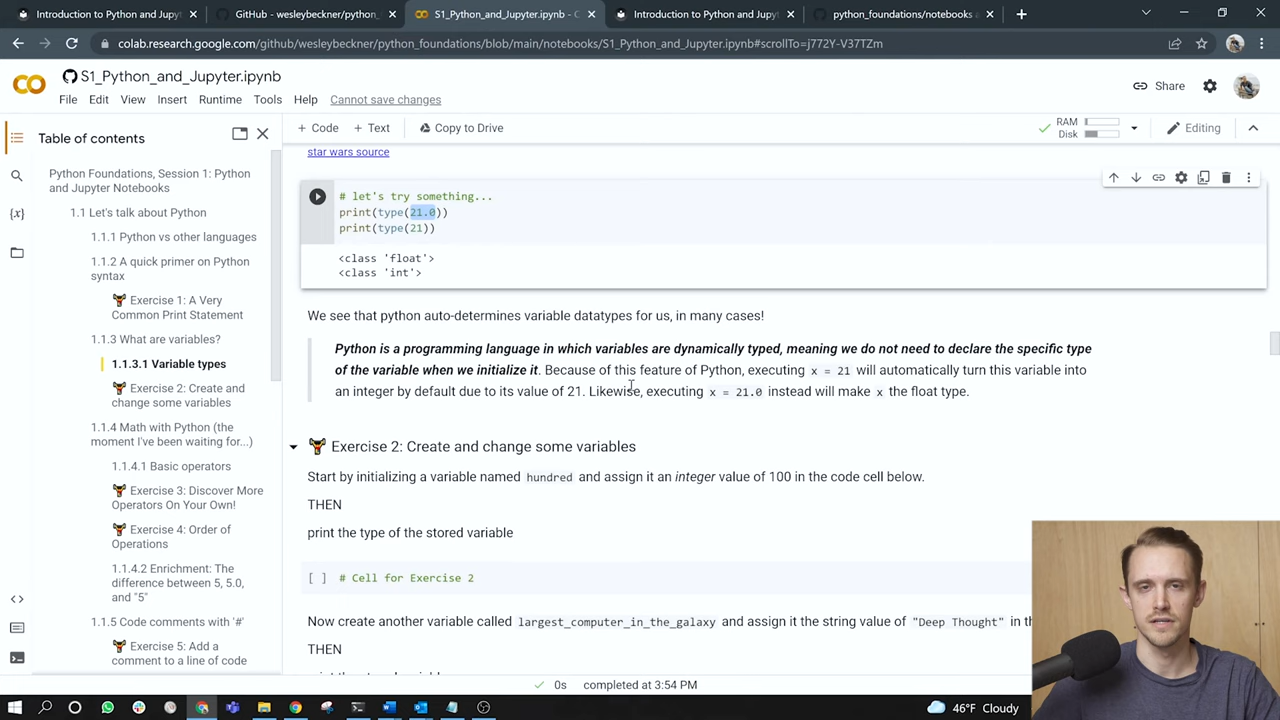 Introduction to Python and Jupyter
GitHub - wesleybeckner/python_
S1_Python_and_Jupyter.ipynb - C
Introduction to Python and Jupyter
python_foundations/notebooks
colab.research.google.com/github/wesleybeckner/python_foundations/blob/main/notebooks/S1_Python_and_Jupyter.ipynb#scrollTo=j772Y-V37TZm
S1_Python_and_Jupyter.ipynb
File Edit View Insert Runtime Tools Help Cannot save changes
Share
+ Code + Text Copy to Drive
RAM
Disk
Editing
Table of contents
Python Foundations, Session 1: Python
and Jupyter Notebooks
1.1 Let's talk about Python
1.1.1 Python vs other languages
1.1.2 A quick primer on Python
syntax
Exercise 1: A Very
Common Print Statement
1.1.3 What are variables?
1.1.3.1 Variable types
Exercise 2: Create and
change some variables
1.1.4 Math with Python (the
moment I've been waiting for...)
1.1.4.1 Basic operators
Exercise 3: Discover More
Operators On Your Own!
Exercise 4: Order of
Operations
1.1.4.2 Enrichment: The
difference between 5, 5.0,
and "5"
1.1.5 Code comments with '#'
Exercise 5: Add a
comment to a line of code
star wars source
# let's try something...
print(type(21.0))
print(type(21))
<class 'float'>
<class 'int'>
We see that python auto-determines variable datatypes for us, in many cases!
Python is a programming language in which variables are dynamically typed, meaning we do not need to declare the specific type
of the variable when we initialize it. Because of this feature of Python, executing x = 21 will automatically turn this variable into
an integer by default due to its value of 21. Likewise, executing x = 21.0 instead will make x the float type.
Exercise 2: Create and change some variables
Start by initializing a variable named hundred and assign it an integer value of 100 in the code cell below.
THEN
print the type of the stored variable
[ ] # Cell for Exercise 2
Now create another variable called largest_computer_in_the_galaxy and assign it the string value of "Deep Thought" in th
THEN
0s completed at 3:54 PM
46°F Cloudy